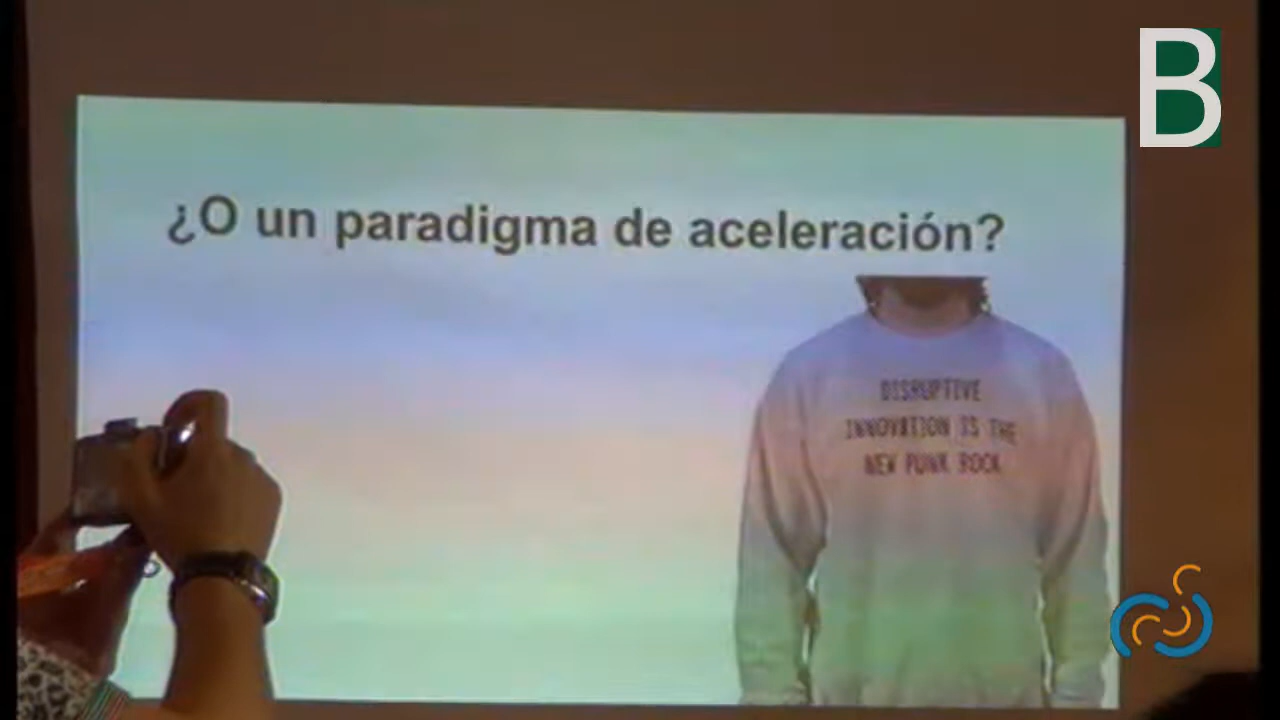 B
¿O un paradigma de aceleración?
DISRUPTIVE
INNOVATION IS THE
NEW PUNK ROCK